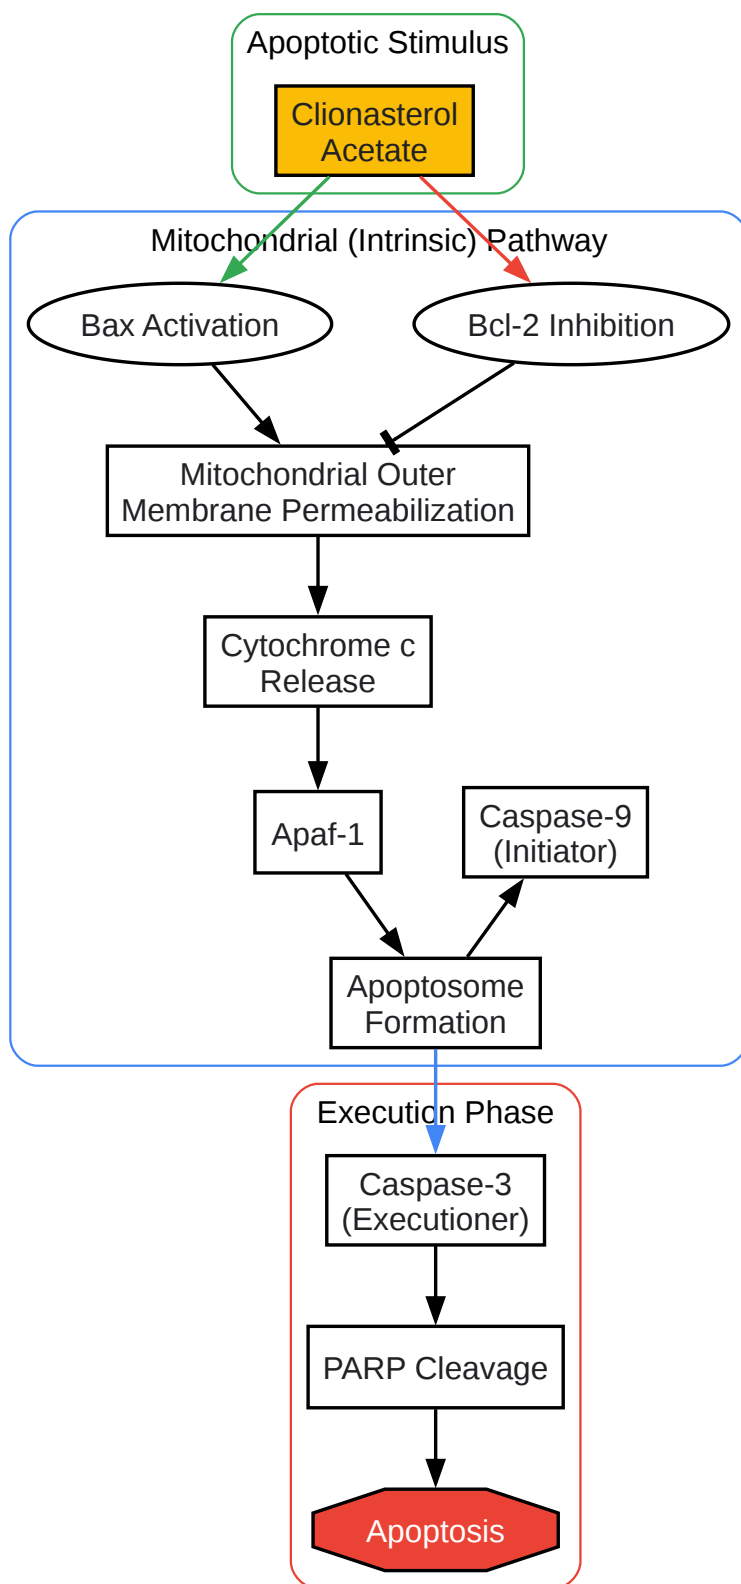 Apoptotic Stimulus
Clionasterol
Acetate
Mitochondrial (Intrinsic) Pathway
Bax Activation
Bcl-2 Inhibition
Mitochondrial Outer
Membrane Permeabilization
Cytochrome c
Release
Apaf-1
Caspase-9
(Initiator)
Apoptosome
Formation
Execution Phase
Caspase-3
(Executioner)
PARP Cleavage
Apoptosis